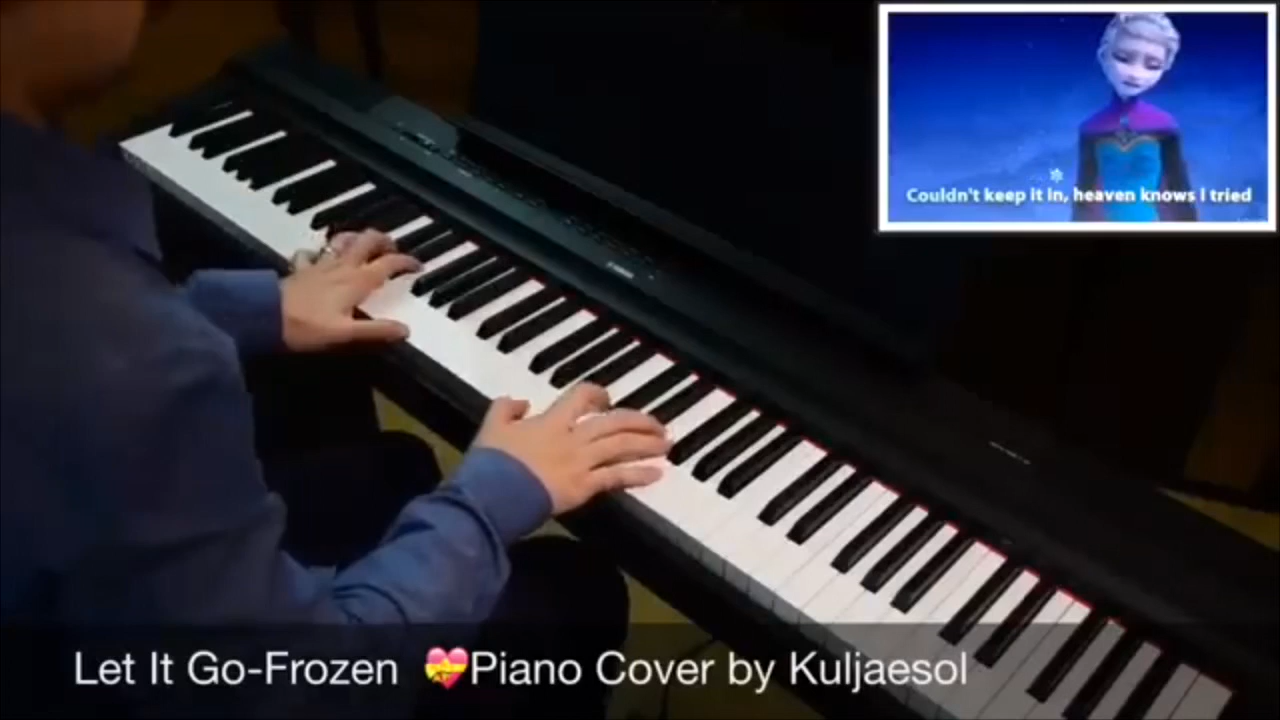 Couldn't keep it in, heaven knows I tried
Let It Go-Frozen 💝Piano Cover by Kuljaesol